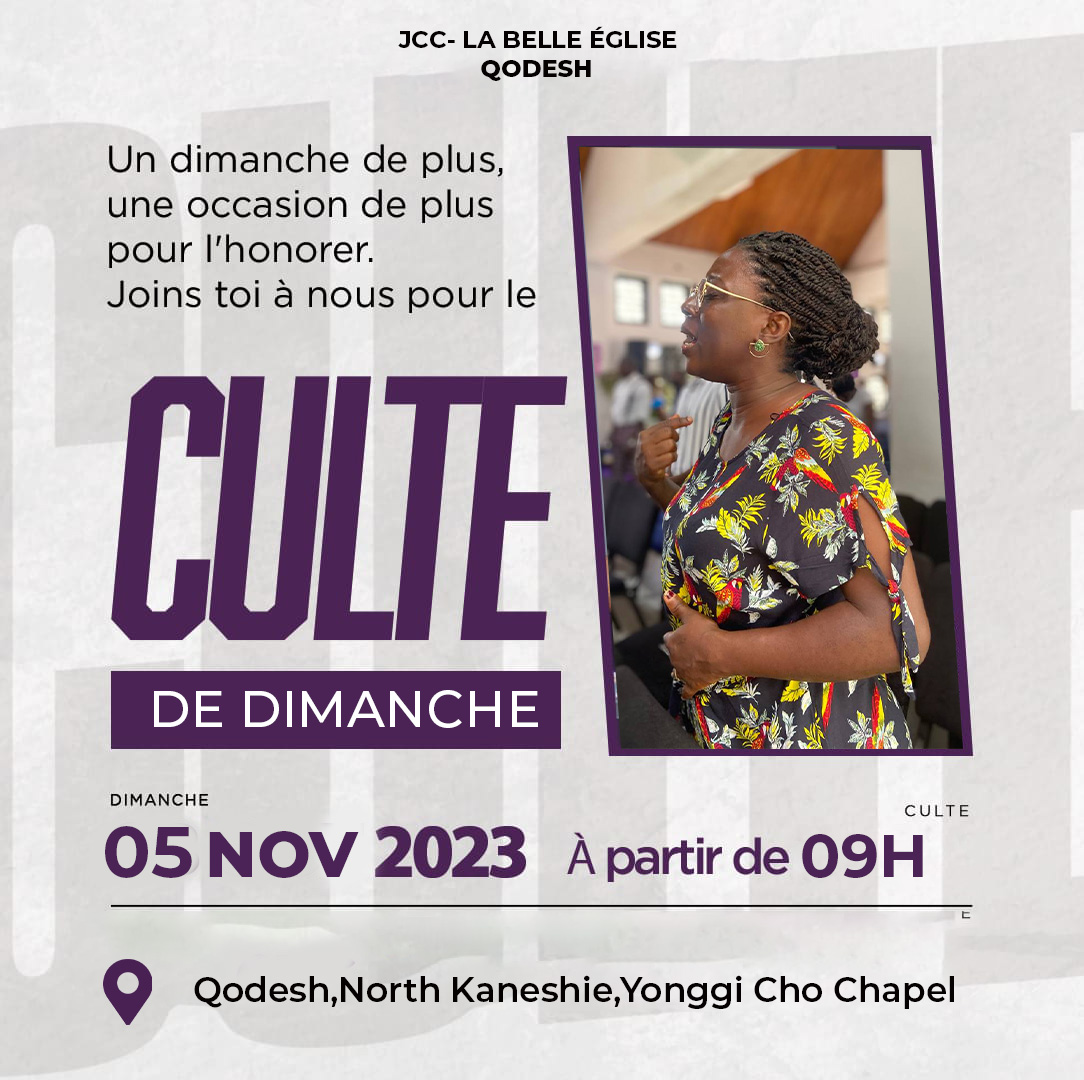 JCC- LA BELLE ÉGLISE
QODESH
Un dimanche de plus,
une occasion de plus
pour l'honorer.
Joins toi à nous pour le
CULTE
DE DIMANCHE
DIMANCHE
05 NOV 2023
CULTE
À partir de 09H
E
Qodesh,North Kaneshie,Yonggi Cho Chapel